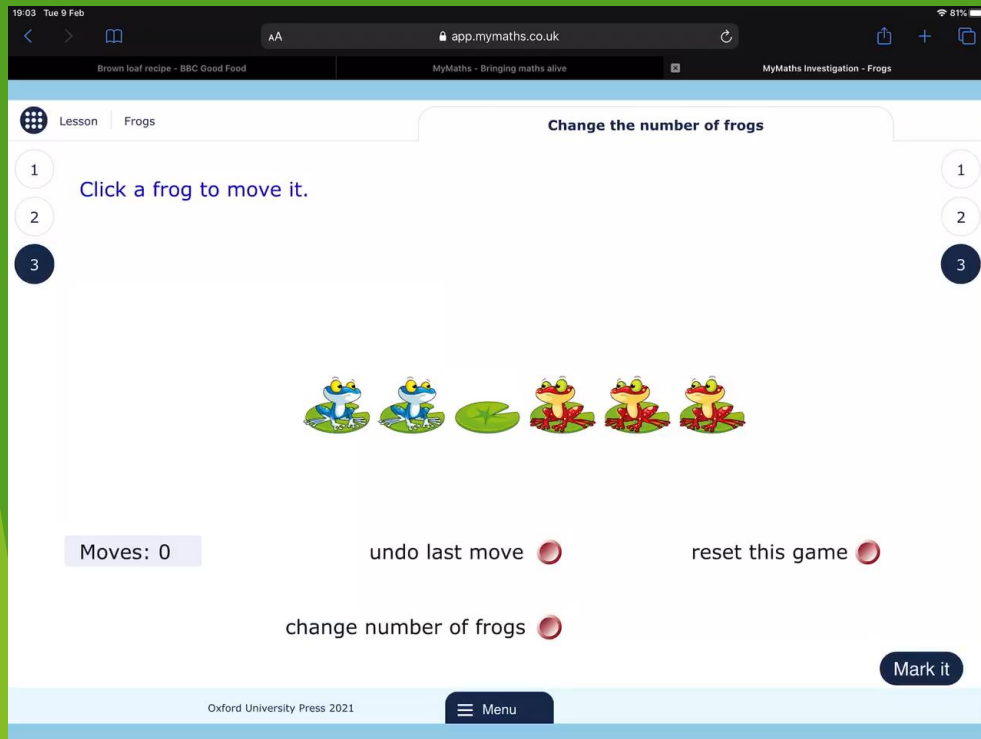 19:03 Tue 9 Feb
81%
AA
app.mymaths.co.uk
Brown loaf recipe - BBC Good Food
MyMaths - Bringing maths alive
MyMaths Investigation - Frogs
Lesson
Frogs
Change the number of frogs
1
1
Click a frog to move it.
2
2
3
3
Moves: 0
undo last move
reset this game
change number of frogs
Mark it
Oxford University Press 2021
Menu